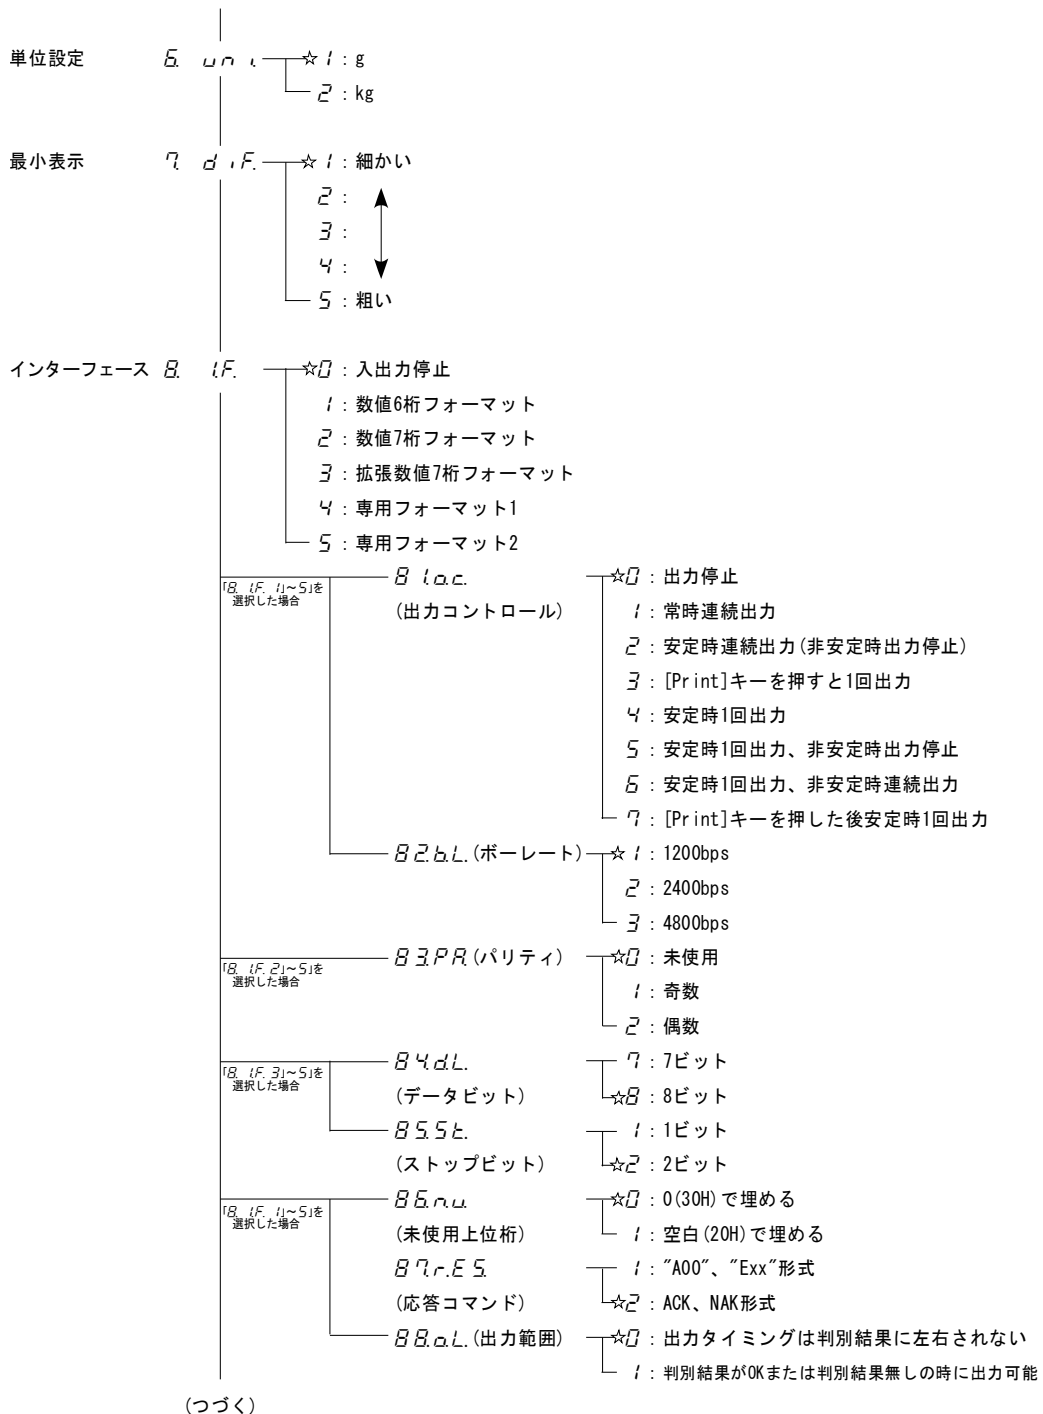 単位設定 6. uni. ☆1：g
2：kg
最小表示 7. diF. ☆1：細かい
2：
3：
4：
5：粗い
インターフェース 8. I.F. ☆0：入出力停止
1：数値6桁フォーマット
2：数値7桁フォーマット
3：拡張数値7桁フォーマット
4：専用フォーマット1
5：専用フォーマット2
「8. I.F. 1」～5」を
選択した場合
81.o.c. ☆0：出力停止
(出力コントロール) 1：常時連続出力
2：安定時連続出力(非安定時出力停止)
3：[Print]キーを押すと1回出力
4：安定時1回出力
5：安定時1回出力、非安定時出力停止
6：安定時1回出力、非安定時連続出力
7：[Print]キーを押した後安定時1回出力
82.b.L.(ボーレート) ☆1：1200bps
2：2400bps
3：4800bps
「8. I.F. 2」～5」を
選択した場合
83.PA.(パリティ) ☆0：未使用
1：奇数
2：偶数
「8. I.F. 3」～5」を
選択した場合
84.d.L. 7：7ビット
(データビット) ☆8：8ビット
85.St. 1：1ビット
(ストップビット) ☆2：2ビット
「8. I.F. 1」～5」を
選択した場合
86.n.u. ☆0：0(30H)で埋める
(未使用上位桁) 1：空白(20H)で埋める
87.r.ES. 1："A00"、"Exx"形式
(応答コマンド) ☆2：ACK、NAK形式
88.o.L.(出力範囲) ☆0：出力タイミングは判別結果に左右されない
1：判別結果がOKまたは判別結果無しの時に出力可能
(つづく)